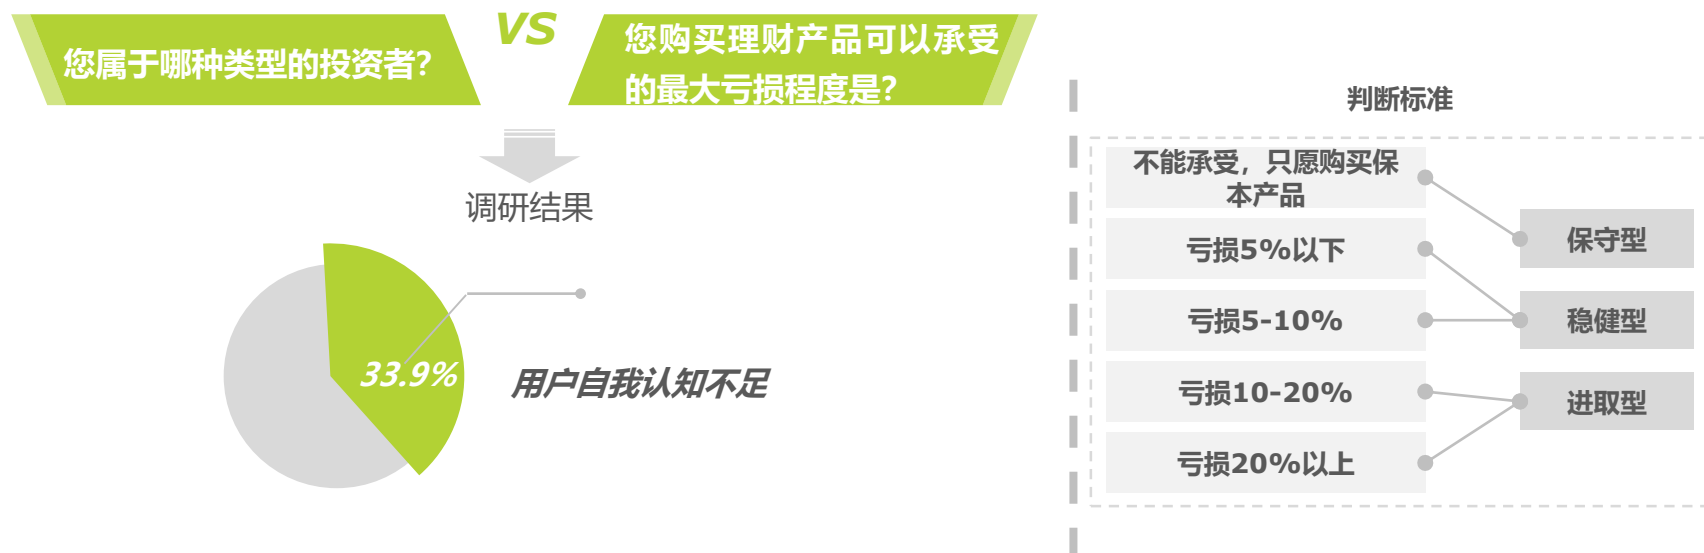 您属于哪种类型的投资者?
VS
您购买理财产品可以承受
的最大亏损程度是?
调研结果
33.9%
用户自我认知不足
判断标准
不能承受，只愿购买保
本产品
亏损5%以下
亏损5-10%
亏损10-20%
亏损20%以上
保守型
稳健型
进取型